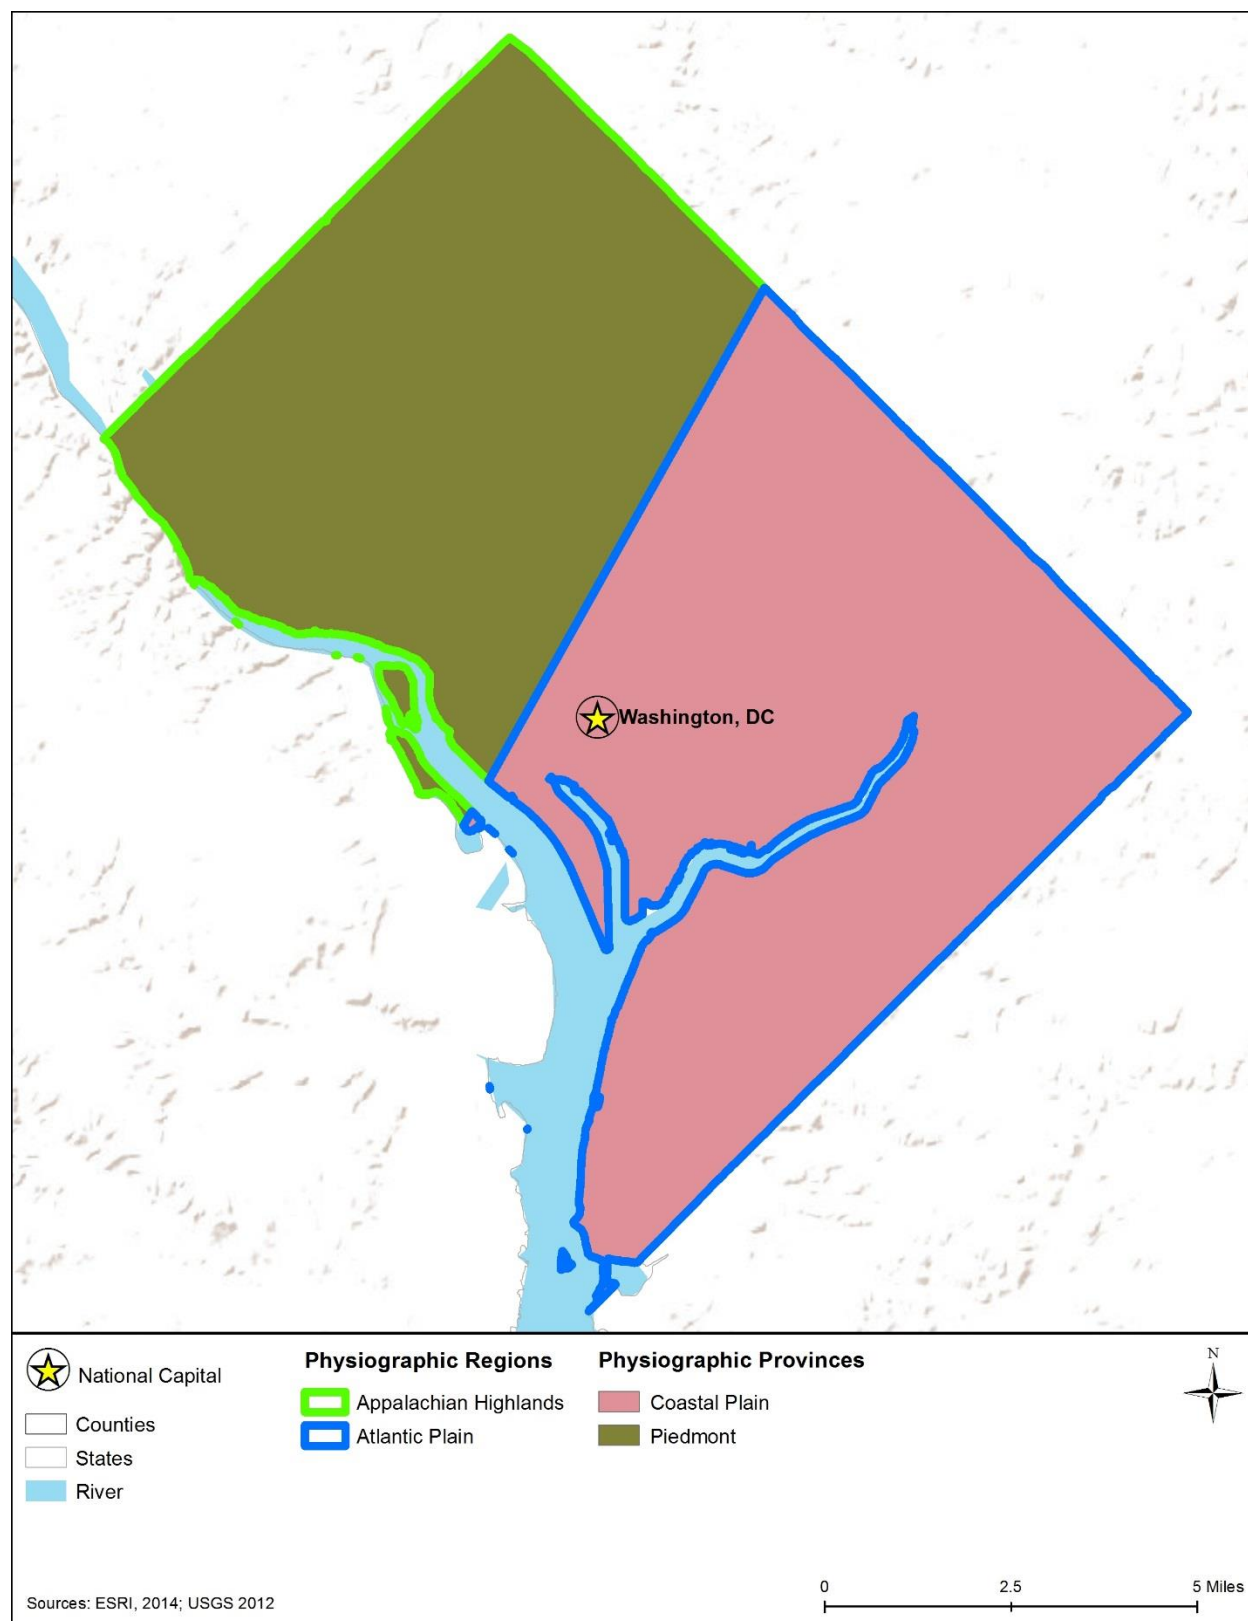 Washington, DC
National Capital
Counties
States
River
Physiographic Regions
Appalachian Highlands
Atlantic Plain
Physiographic Provinces
Coastal Plain
Piedmont
N
Sources: ESRI, 2014; USGS 2012
0 2.5 5 Miles